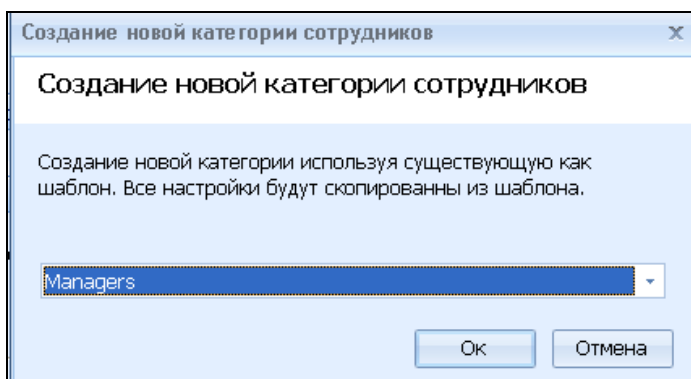 Создание новой категории сотрудников
Создание новой категории сотрудников
Создание новой категории используя существующую как
шаблон. Все настройки будут скопированны из шаблона.
Managers
Ок
Отмена